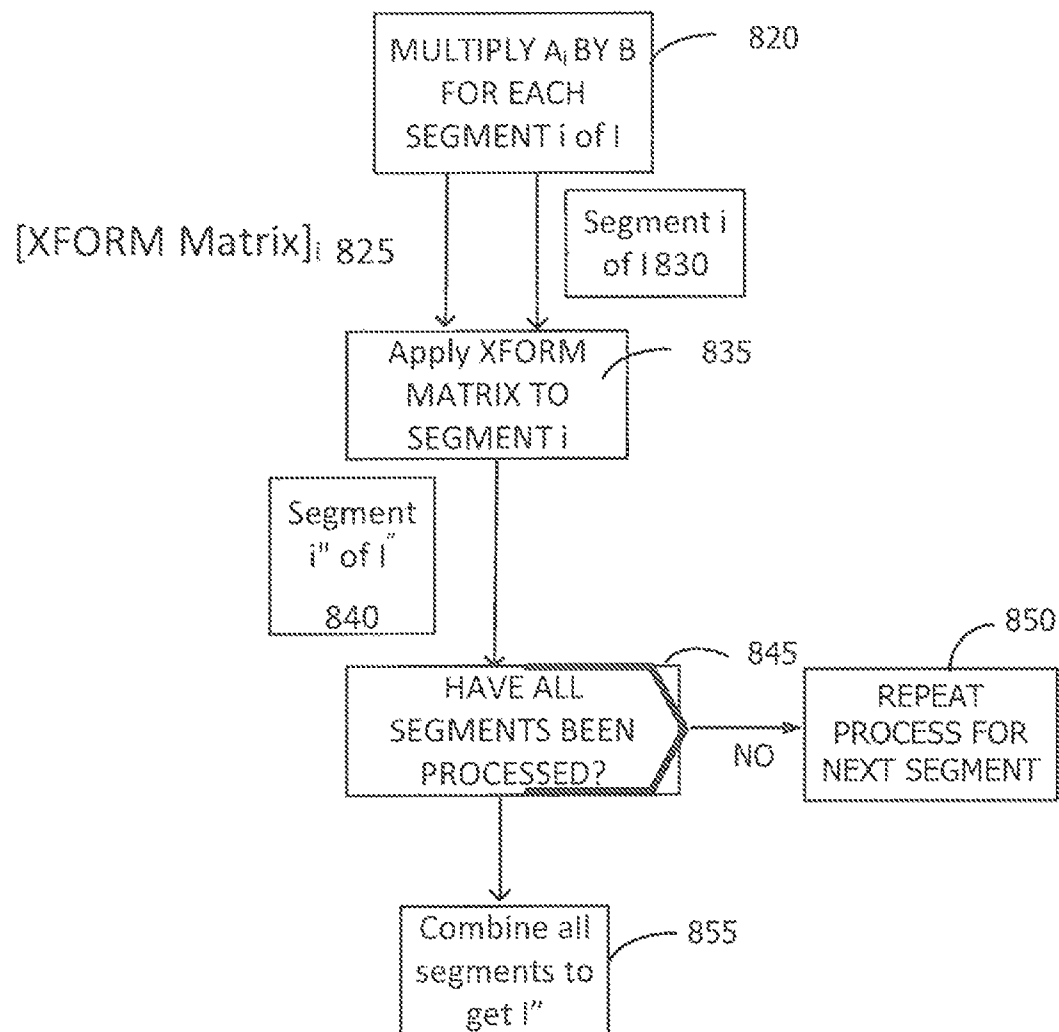 MULTIPLY Aᵢ BY B
FOR EACH
SEGMENT i of I
820
[XFORM Matrix]ᵢ 825
Segment i
of I 830
Apply XFORM
MATRIX TO
SEGMENT i
835
Segment
i" of I"
840
HAVE ALL
SEGMENTS BEEN
PROCESSED?
845
NO
850
REPEAT
PROCESS FOR
NEXT SEGMENT
Combine all
segments to
get I"
855